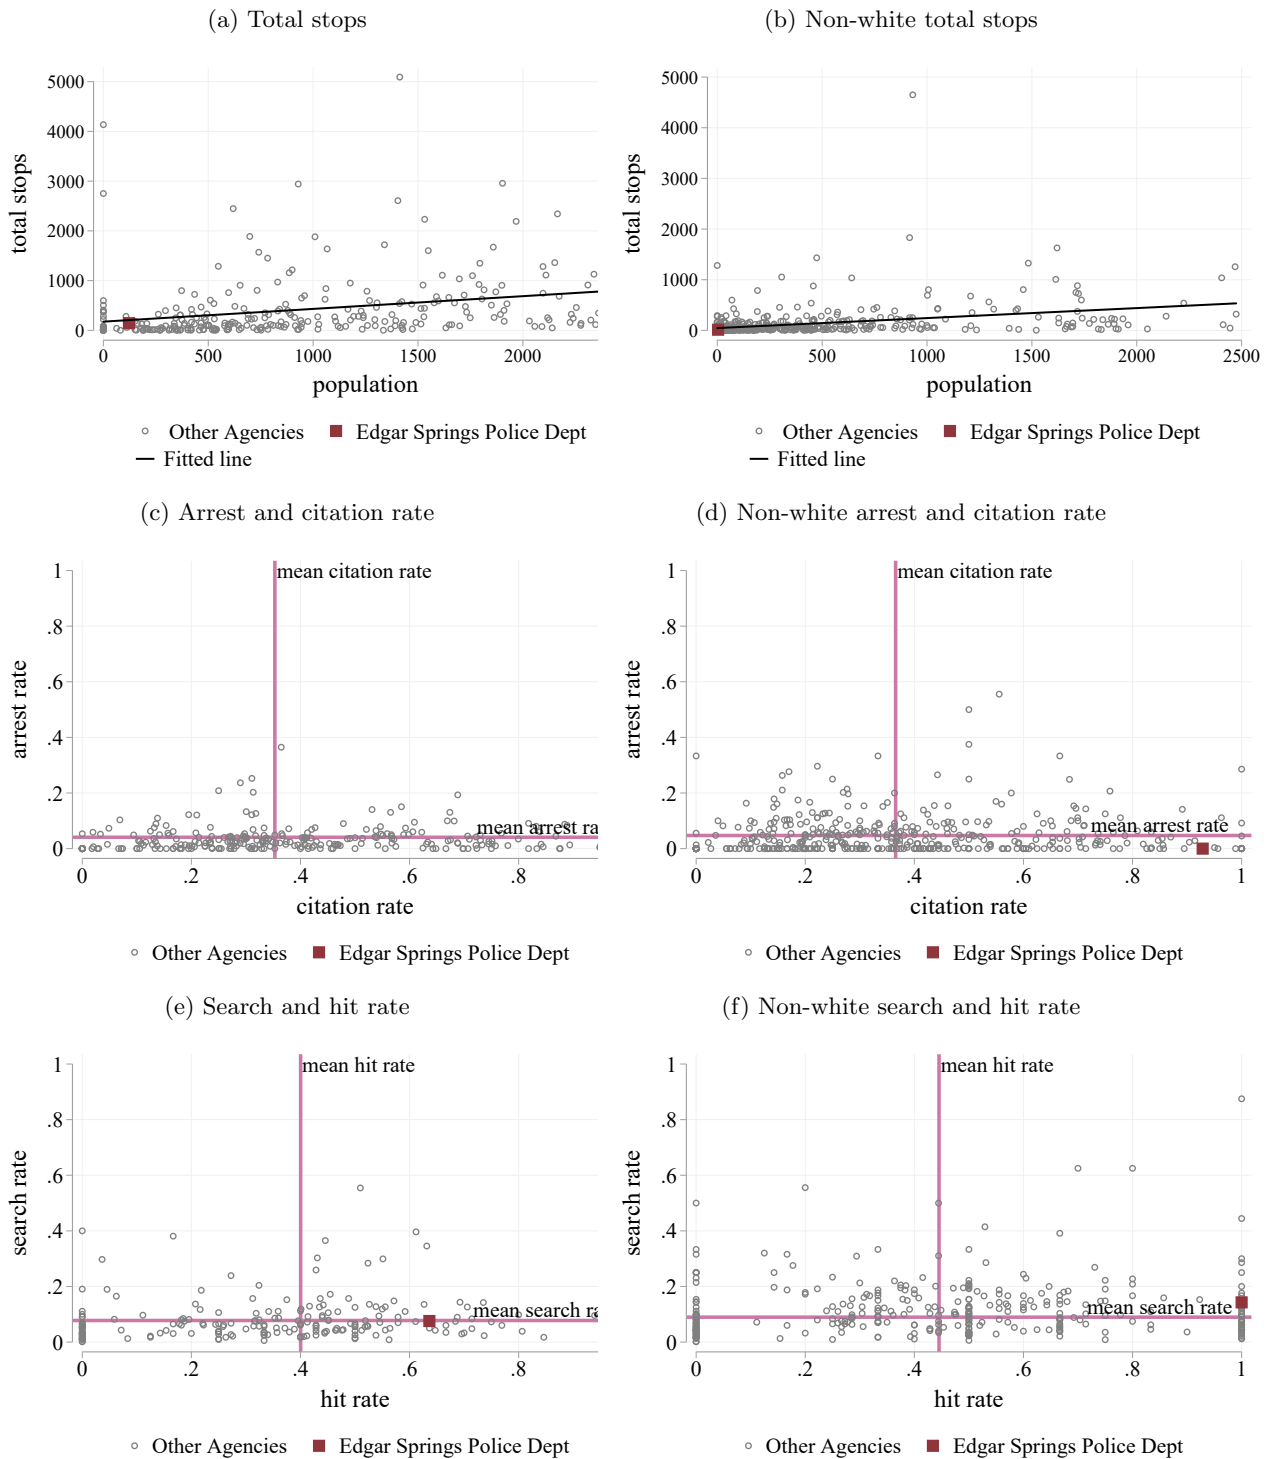 (a) Total stops
(b) Non-white total stops
total stops
5000
4000
3000
2000
1000
0
0 500 1000 1500 2000
population
Other Agencies Edgar Springs Police Dept
Fitted line
total stops
5000
4000
3000
2000
1000
0
0 500 1000 1500 2000 2500
population
Other Agencies Edgar Springs Police Dept
Fitted line
(c) Arrest and citation rate
(d) Non-white arrest and citation rate
arrest rate
1
.8
.6
.4
.2
0
mean citation rate
mean arrest ra
0 .2 .4 .6 .8
citation rate
Other Agencies Edgar Springs Police Dept
arrest rate
1
.8
.6
.4
.2
0
mean citation rate
mean arrest rate
0 .2 .4 .6 .8 1
citation rate
Other Agencies Edgar Springs Police Dept
(e) Search and hit rate
(f) Non-white search and hit rate
search rate
1
.8
.6
.4
.2
0
mean hit rate
mean search ra
0 .2 .4 .6 .8
hit rate
Other Agencies Edgar Springs Police Dept
search rate
1
.8
.6
.4
.2
0
mean hit rate
mean search rate
0 .2 .4 .6 .8 1
hit rate
Other Agencies Edgar Springs Police Dept